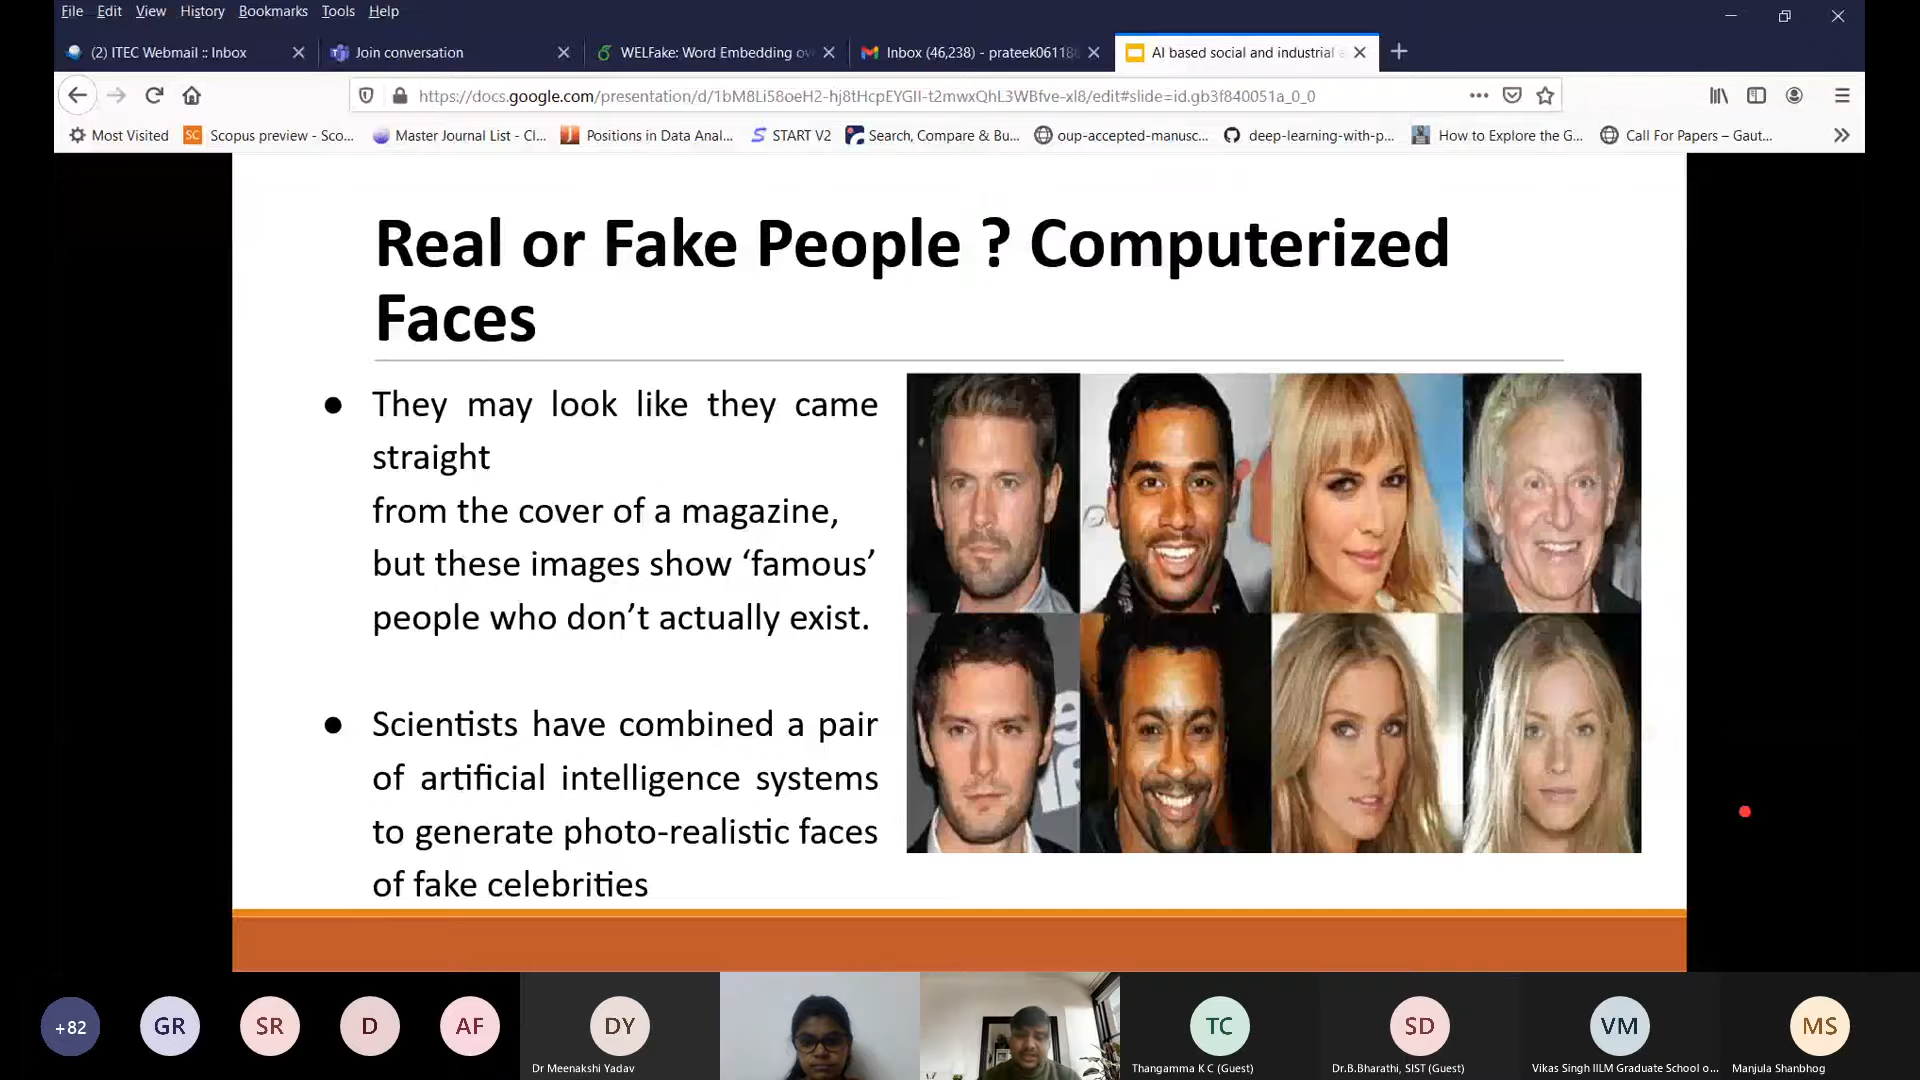 File Edit View History Bookmarks Tools Help
(2) ITEC Webmail :: Inbox
Join conversation
WELFake: Word Embedding ov
Inbox (46,238) - prateek06118
AI based social and industrial
https://docs.google.com/presentation/d/1bM8Li58oeH2-hj8tHcpEYGlI-t2mwxQhL3WBfve-xl8/edit#slide=id.gb3f840051a_0_0
Most Visited
SC Scopus preview - Sco...
Master Journal List - Cl...
Positions in Data Anal...
START V2
Search, Compare & Bu...
oup-accepted-manusc...
deep-learning-with-p...
How to Explore the G...
Call For Papers – Gaut...
Real or Fake People ? Computerized
Faces
● They may look like they came
straight
from the cover of a magazine,
but these images show ‘famous’
people who don’t actually exist.
● Scientists have combined a pair
of artificial intelligence systems
to generate photo-realistic faces
of fake celebrities
+82
GR
SR
D
AF
DY
TC
SD
VM
MS
Dr Meenakshi Yadav
Thangamma K C (Guest)
Dr.B.Bharathi, SIST (Guest)
Vikas Singh IILM Graduate School o...
Manjula Shanbhog